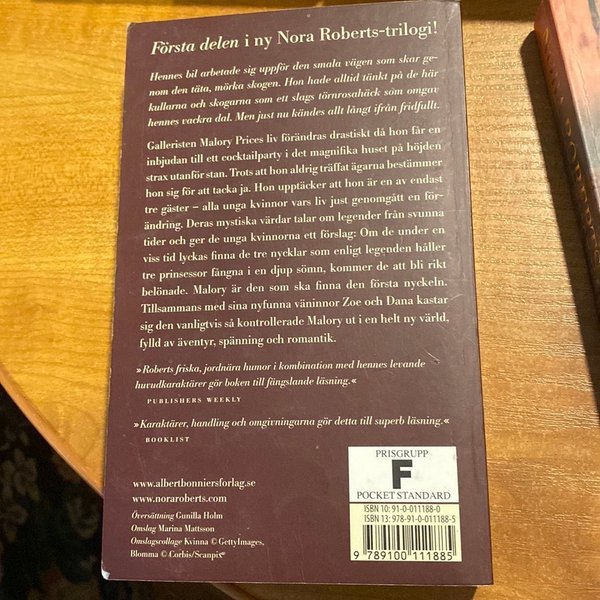 Första delen i ny Nora Roberts-trilogi!
Hennes bil arbetade sig uppför den smala vägen som skar ge-
nom den täta, mörka skogen. Hon hade alltid tänkt på de här
kullarna och skogarna som ett slags törnrosahäck som omgav
hennes vackra dal. Men just nu kändes allt långt ifrån fridfullt.
Galleristen Malory Prices liv förändras drastiskt då hon får en
inbjudan till ett cocktailparty i det magnifika huset på höjden
strax utanför stan. Trots att hon aldrig träffat ägarna bestämmer
hon sig för att tacka ja. Hon upptäcker att hon är en av endast
tre gäster – alla unga kvinnor vars liv just genomgått en för-
ändring. Deras mystiska värdar talar om legender från svunna
tider och ger de unga kvinnorna ett förslag: Om de under en
viss tid lyckas finna de tre nycklar som enligt legenden håller
tre prinsessor fångna i en djup sömn, kommer de att bli rikt
belönade. Malory är den som ska finna den första nyckeln.
Tillsammans med sina nyfunna väninnor Zoe och Dana kastar
sig den vanligtvis så kontrollerade Malory ut i en helt ny värld,
fylld av äventyr, spänning och romantik.
»Roberts friska, jordnära humor i kombination med hennes levande
huvudkaraktärer gör boken till fängslande läsning.«
PUBLISHERS WEEKLY
»Karaktärer, handling och omgivningarna gör detta till superb läsning.«
BOOKLIST
www.albertbonniersforlag.se
www.noraroberts.com
Översättning Gunilla Holm
Omslag Marina Mattsson
Omslagscollage Kvinna © GettyImages,
Blomma © Corbis/Scanpix
PRISGRUPP
F
POCKET STANDARD
ISBN 10: 91-0-011188-0
ISBN 13: 978-91-0-011188-5
9 789100 111885